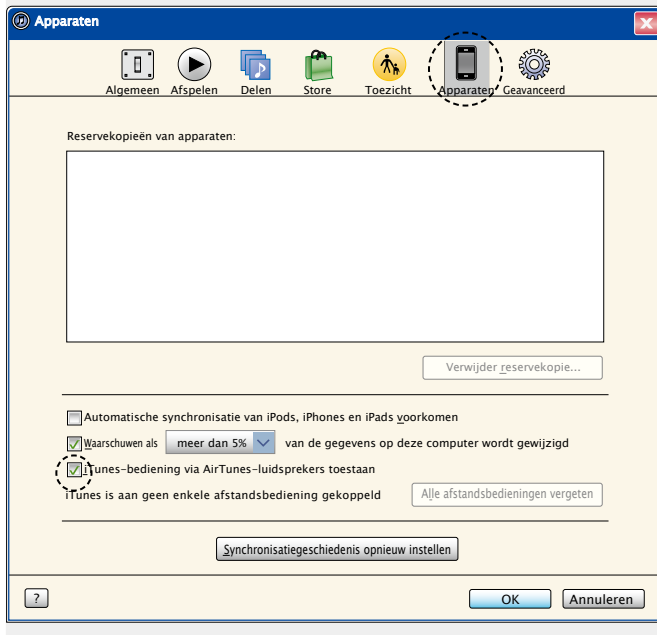 Apparaten
Algemeen Afspelen Delen Store Toezicht Apparaten Geavanceerd
Reservekopieën van apparaten:
Verwijder reservekopie...
Automatische synchronisatie van iPods, iPhones en iPads voorkomen
Waarschuwen als meer dan 5% van de gegevens op deze computer wordt gewijzigd
iTunes-bediening via AirTunes-luidsprekers toestaan
iTunes is aan geen enkele afstandsbediening gekoppeld Alle afstandsbedieningen vergeten
Synchronisatiegeschiedenis opnieuw instellen
? OK Annuleren